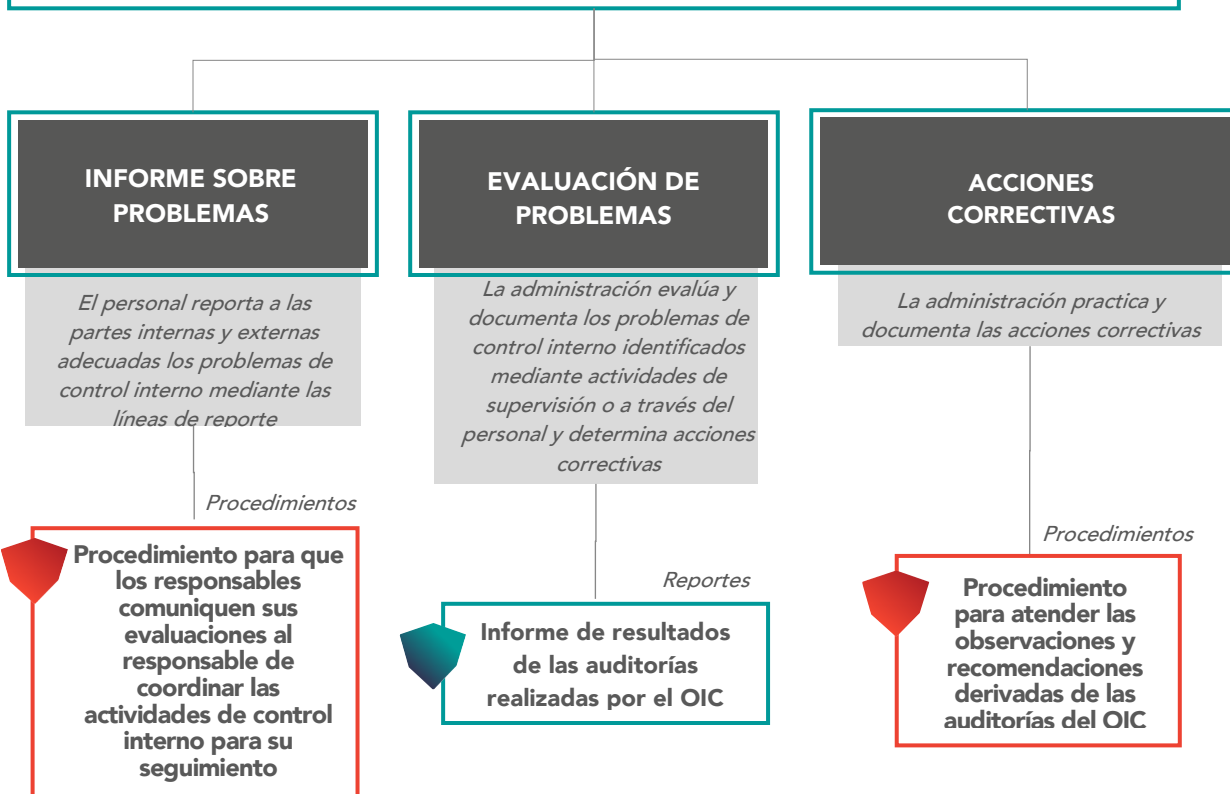 INFORME SOBRE
PROBLEMAS
El personal reporta a las
partes internas y externas
adecuadas los problemas de
control interno mediante las
líneas de reporte
Procedimientos
Procedimiento para que
los responsables
comuniquen sus
evaluaciones al
responsable de
coordinar las
actividades de control
interno para su
seguimiento
EVALUACIÓN DE
PROBLEMAS
La administración evalúa y
documenta los problemas de
control interno identificados
mediante actividades de
supervisión o a través del
personal y determina acciones
correctivas
Reportes
Informe de resultados
de las auditorías
realizadas por el OIC
ACCIONES
CORRECTIVAS
La administración practica y
documenta las acciones correctivas
Procedimientos
Procedimiento
para atender las
observaciones y
recomendaciones
derivadas de las
auditorías del OIC